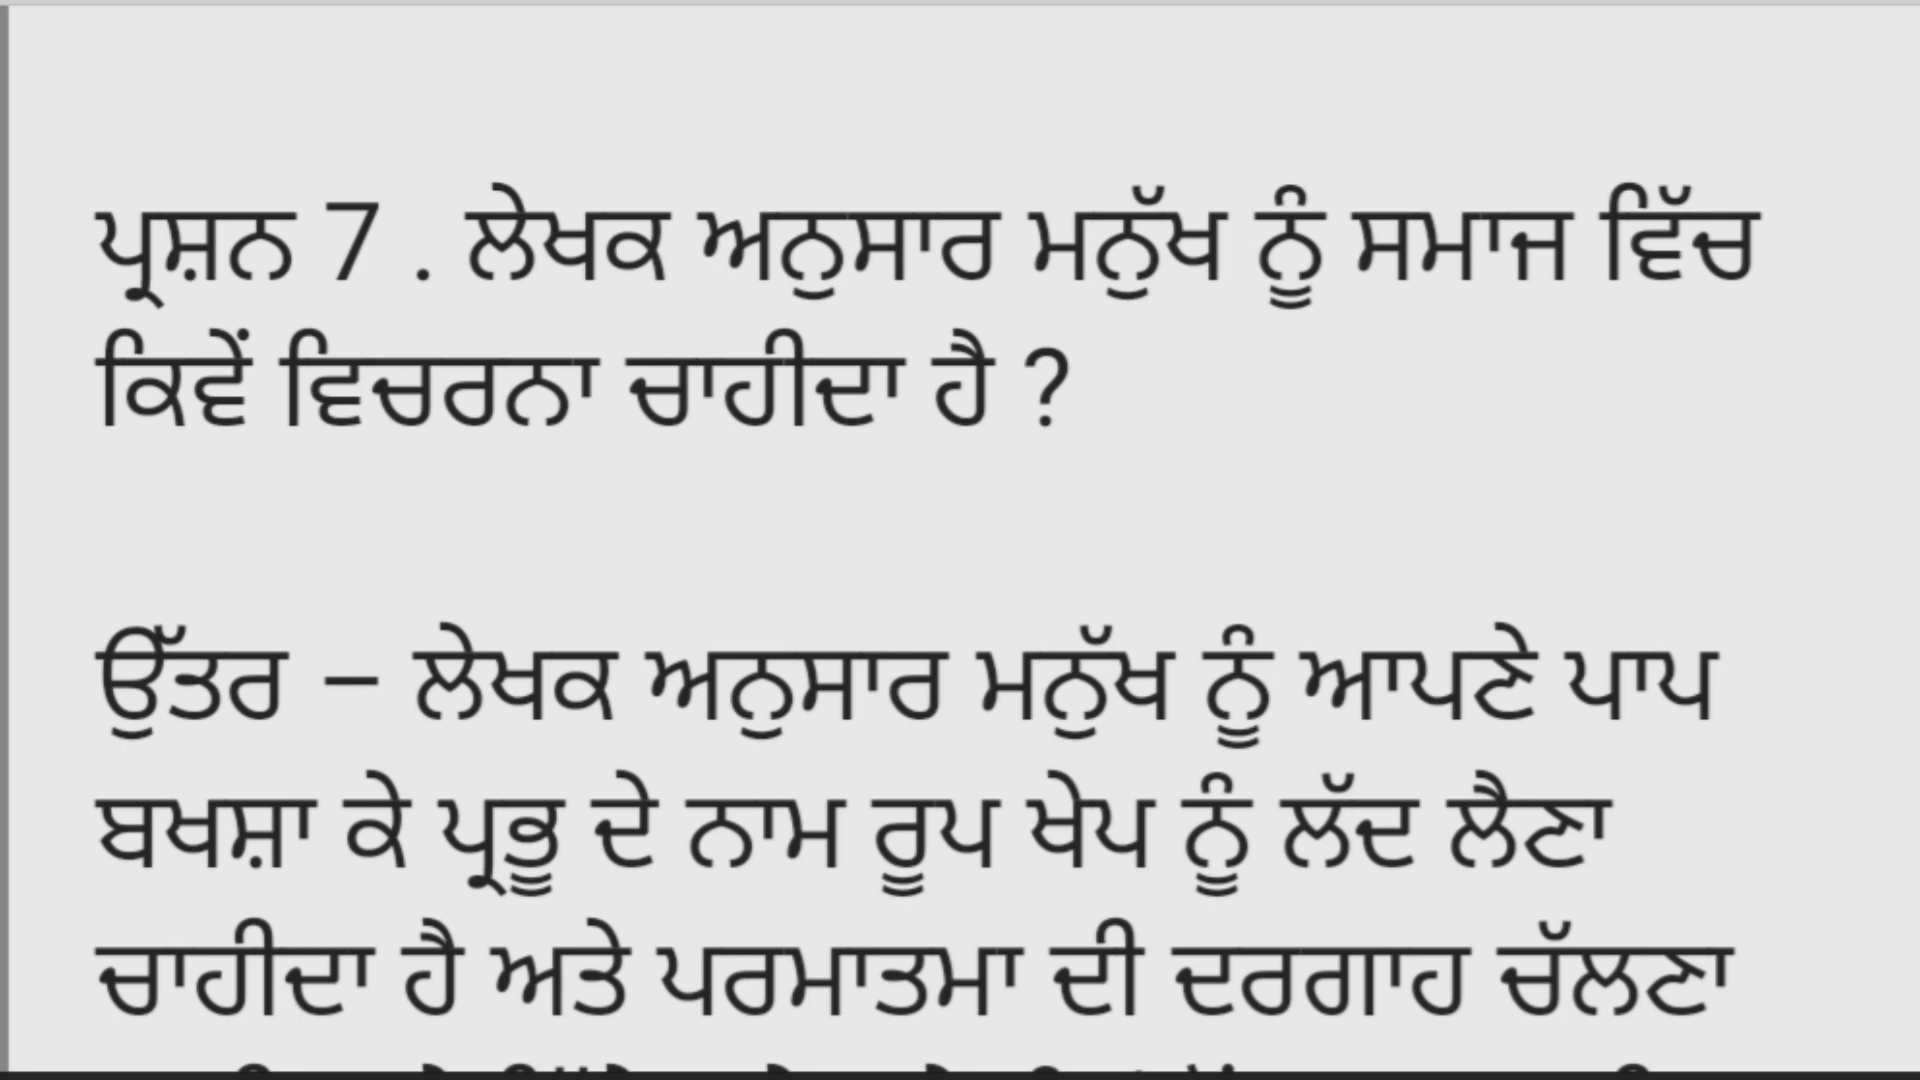 ਪ੍ਰਸ਼ਨ 7 . ਲੇਖਕ ਅਨੁਸਾਰ ਮਨੁੱਖ ਨੂੰ ਸਮਾਜ ਵਿੱਚ
ਕਿਵੇਂ ਵਿਚਰਨਾ ਚਾਹੀਦਾ ਹੈ ?
ਉੱਤਰ – ਲੇਖਕ ਅਨੁਸਾਰ ਮਨੁੱਖ ਨੂੰ ਆਪਣੇ ਪਾਪ
ਬਖਸ਼ਾ ਕੇ ਪ੍ਰਭੂ ਦੇ ਨਾਮ ਰੂਪ ਖੇਪ ਨੂੰ ਲੱਦ ਲੈਣਾ
ਚਾਹੀਦਾ ਹੈ ਅਤੇ ਪਰਮਾਤਮਾ ਦੀ ਦਰਗਾਹ ਚੱਲਣਾ